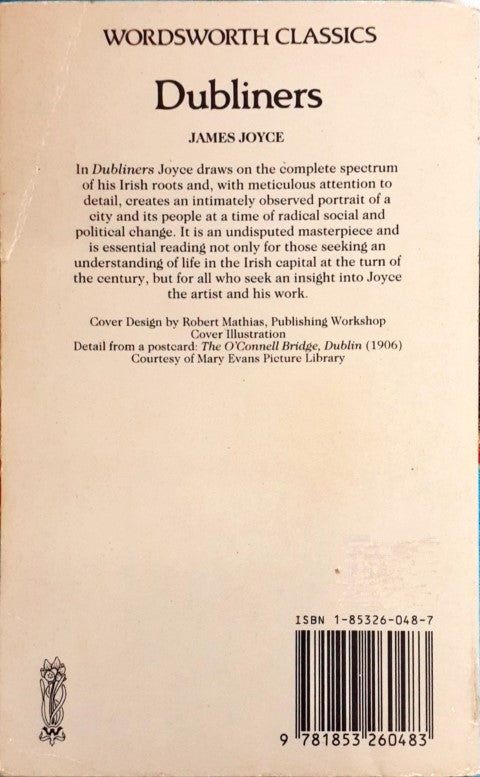 WORDSWORTH CLASSICS
Dubliners
JAMES JOYCE
In Dubliners Joyce draws on the complete spectrum
of his Irish roots and, with meticulous attention to
detail, creates an intimately observed portrait of a
city and its people at a time of radical social and
political change. It is an undisputed masterpiece and
is essential reading not only for those seeking an
understanding of life in the Irish capital at the turn of
the century, but for all who seek an insight into Joyce
the artist and his work.
Cover Design by Robert Mathias, Publishing Workshop
Cover Illustration
Detail from a postcard: The O'Connell Bridge, Dublin (1906)
Courtesy of Mary Evans Picture Library
ISBN 1-85326-048-7
9 781853 260483
W